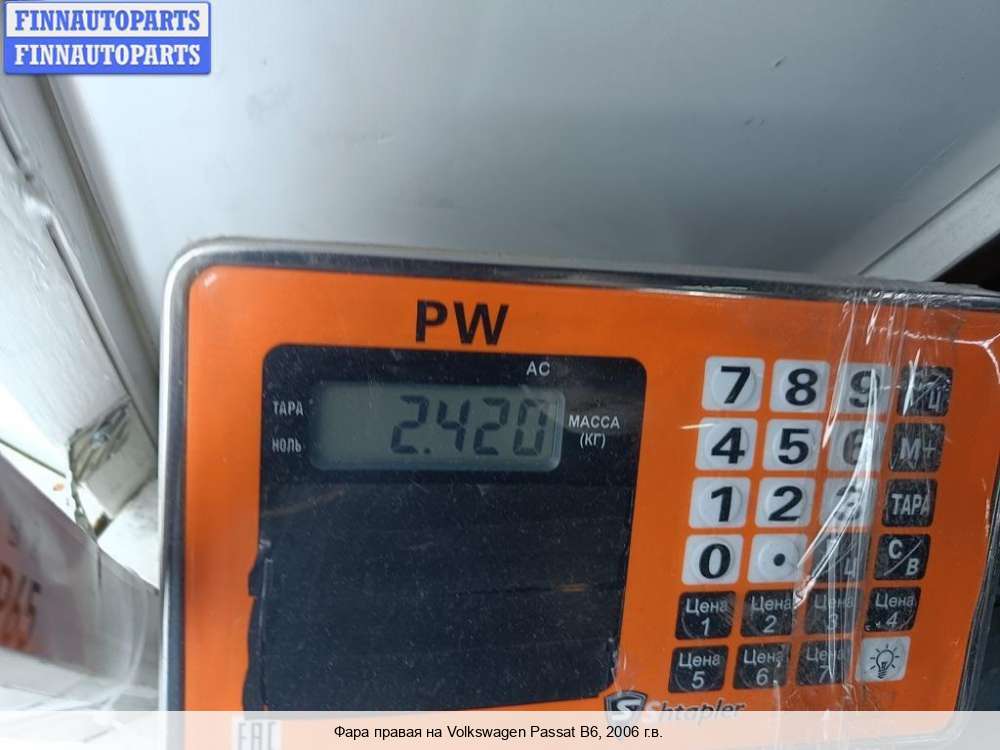 FINNAUTOPARTS
FINNAUTOPARTS
PW
AC
ТАРА
НОЛЬ
2.420
МАССА
(КГ)
7 8 9
4 5 6 М+
1 2 3 ТАРА
0 . С/В
Цена 1 Цена 2 Цена 3 Цена 4
Цена 5 Цена 6 Цена 7
Shtapler
EAC
Фара правая на Volkswagen Passat B6, 2006 г.в.